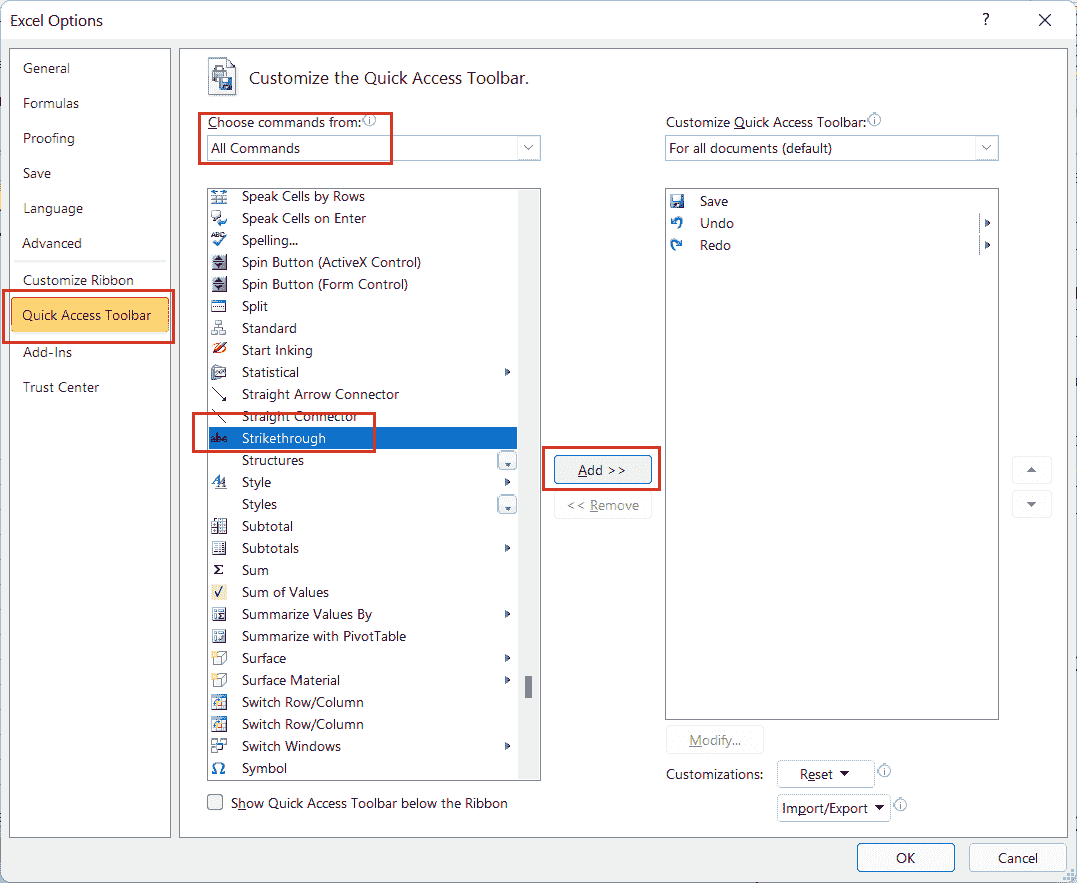 Excel Options
?
General
Formulas
Proofing
Save
Language
Advanced
Customize Ribbon
Quick Access Toolbar
Add-Ins
Trust Center
Customize the Quick Access Toolbar.
Choose commands from:
All Commands
Speak Cells by Rows
Speak Cells on Enter
Spelling...
Spin Button (ActiveX Control)
Spin Button (Form Control)
Split
Standard
Start Inking
Statistical
Straight Arrow Connector
Straight Connector
abc Strikethrough
Structures
Style
Styles
Subtotal
Subtotals
Σ Sum
Sum of Values
Summarize Values By
Summarize with PivotTable
Surface
Surface Material
Switch Row/Column
Switch Row/Column
Switch Windows
Ω Symbol
Show Quick Access Toolbar below the Ribbon
Add >>
<< Remove
Customize Quick Access Toolbar:
For all documents (default)
Save
Undo
Redo
Modify...
Customizations:
Reset
Import/Export
OK
Cancel